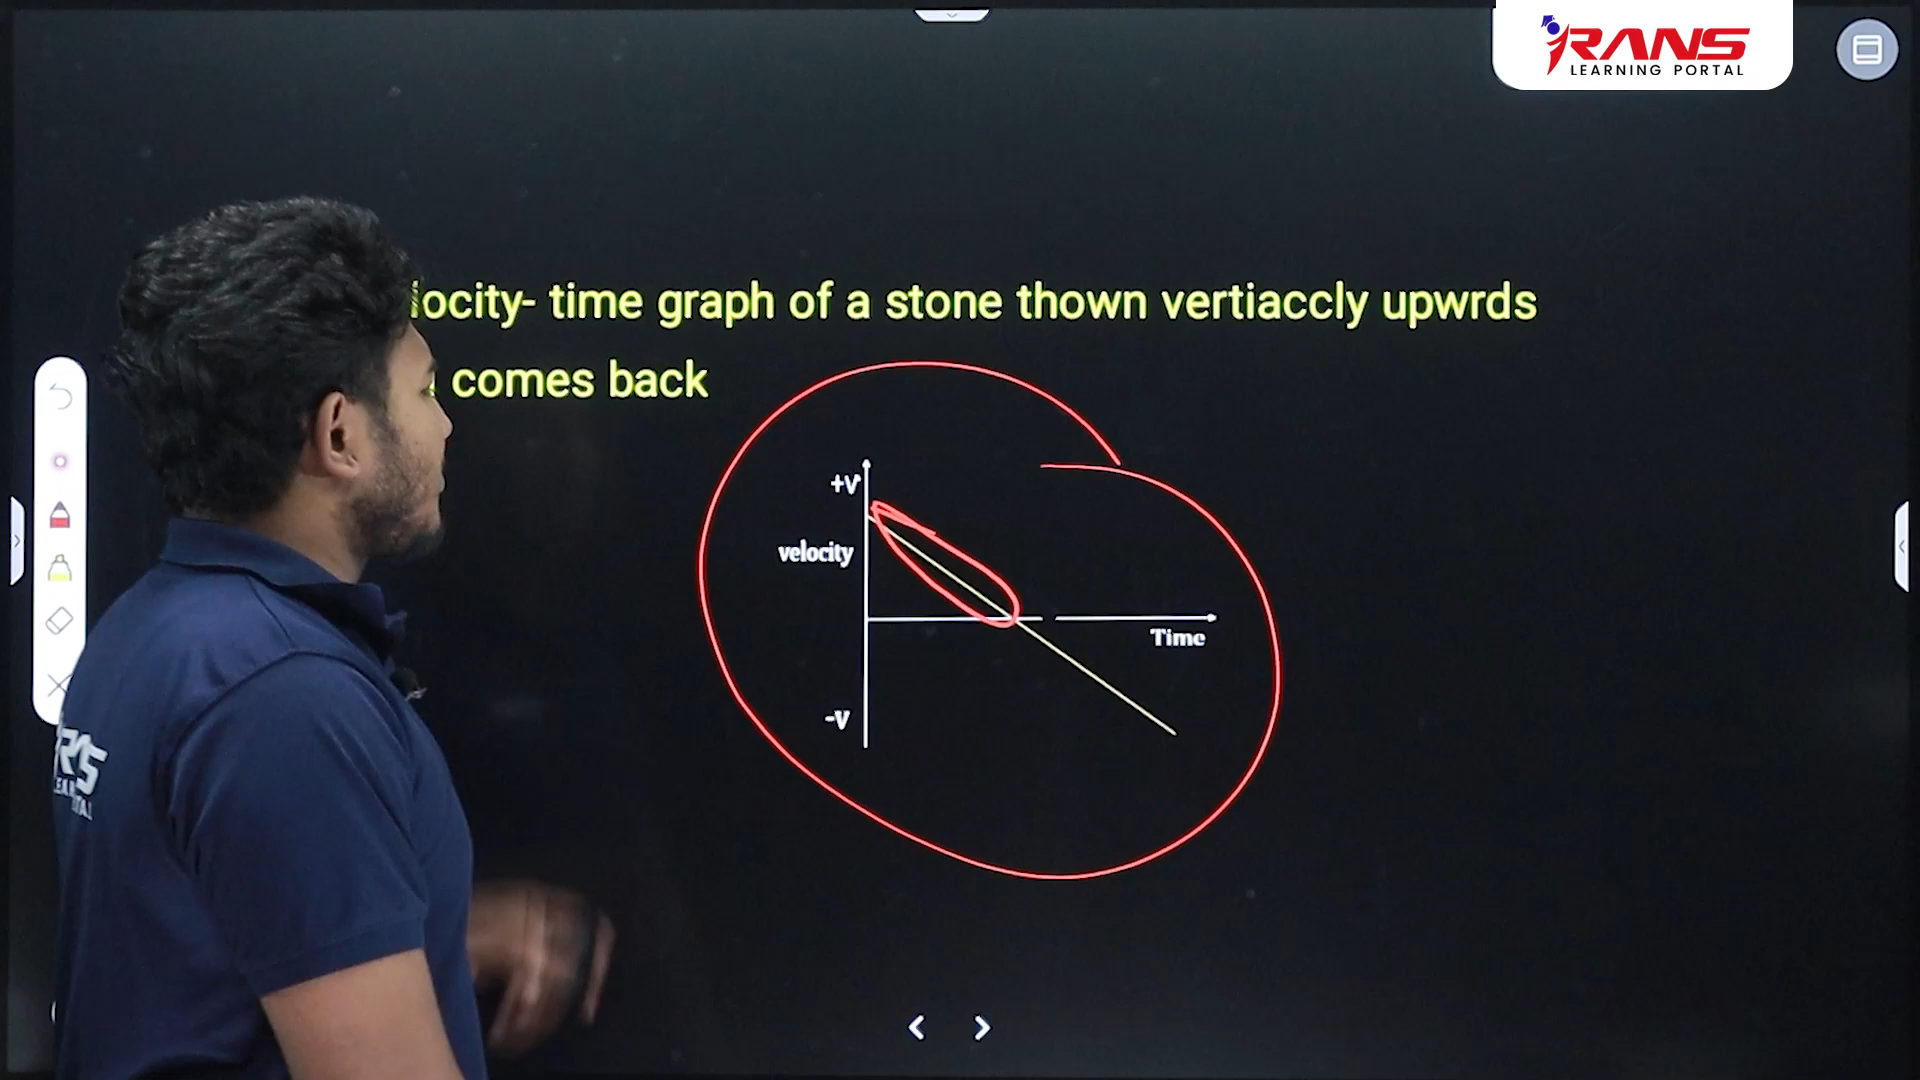 RANS
LEARNING PORTAL
locity- time graph of a stone thown vertiaccly upwrds
comes back
+V
velocity
Time
-V